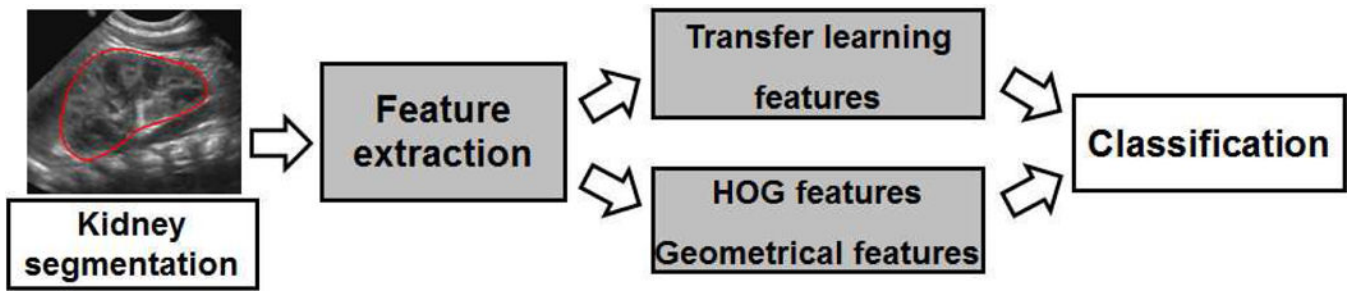 Kidney
segmentation
Feature
extraction
Transfer learning
features
HOG features
Geometrical features
Classification